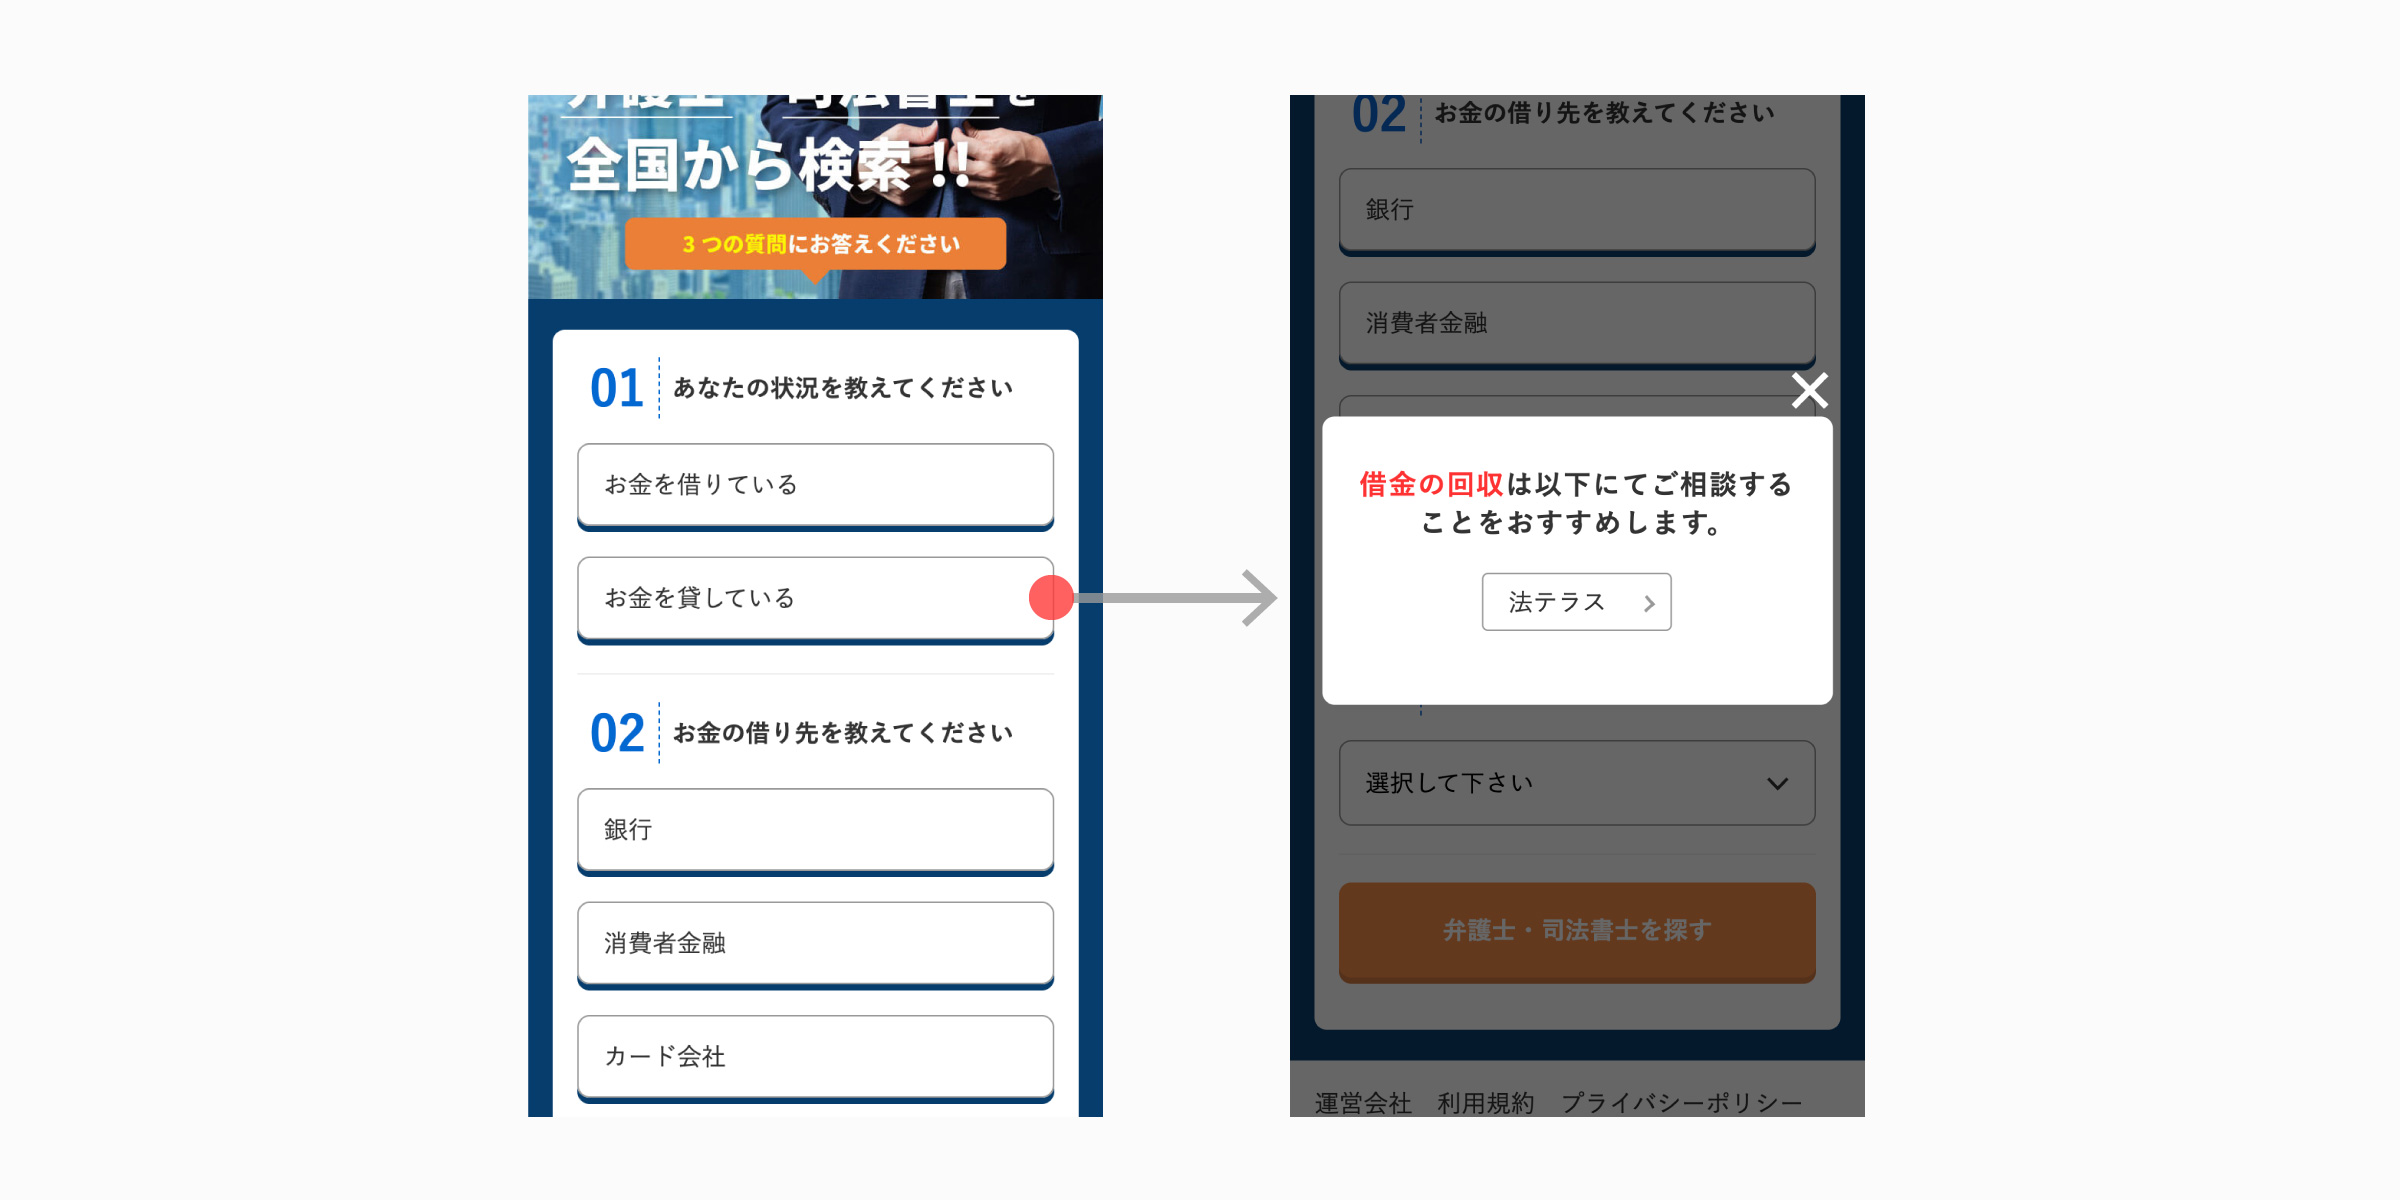 弁護士 司法書士を
全国から検索!!
3つの質問にお答えください
01 あなたの状況を教えてください
お金を借りている
お金を貸している
02 お金の借り先を教えてください
銀行
消費者金融
カード会社
02 お金の借り先を教えてください
銀行
消費者金融
借金の回収は以下にてご相談する
ことをおすすめします。
法テラス
選択して下さい
弁護士・司法書士を探す
運営会社 利用規約 プライバシーポリシー